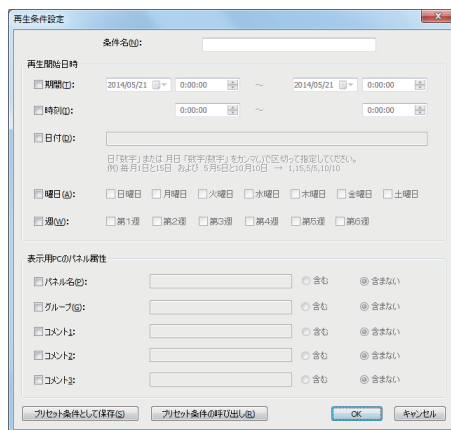 再生条件設定
条件名(N):
再生開始日時
期間(T): 2014/05/21 0:00:00 ～ 2014/05/21 0:00:00
時刻(I): 0:00:00 ～ 0:00:00
日付(D):
日「数字」または 月日「数字/数字」をカンマ(,)で区切って指定してください。
例) 毎月1日と15日 および 5月5日と10月10日 → 1,15,5/5,10/10
曜日(A): 日曜日 月曜日 火曜日 水曜日 木曜日 金曜日 土曜日
週(W): 第1週 第2週 第3週 第4週 第5週 第6週
表示用PCのパネル属性
パネル名(P): 含む 含まない
グループ(G): 含む 含まない
コメント1: 含む 含まない
コメント2: 含む 含まない
コメント3: 含む 含まない
プリセット条件として保存(S) プリセット条件の呼び出し(R) OK キャンセル